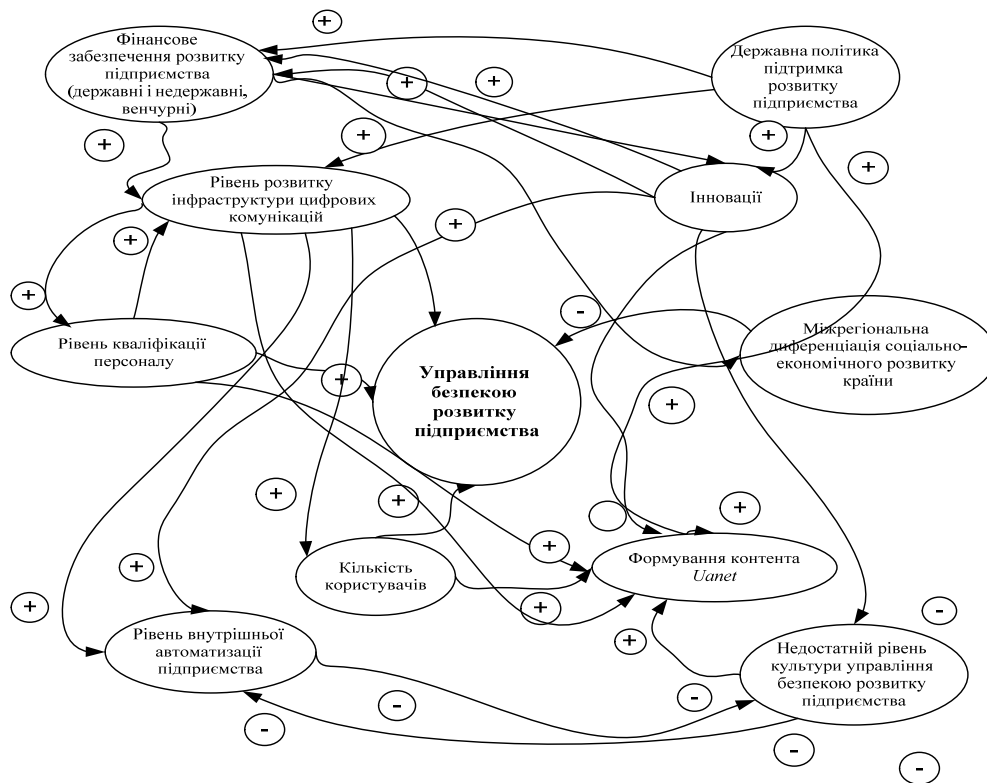 +
Фінансове
забезпечення розвитку
підприємства
(державні і недержавні,
венчурні)
Державна політика
підтримка
розвитку
підприємства
+
+
+
+
+
+
Рівень розвитку
інфраструктури цифрових
комунікацій
Інновації
+
+
+
-
Рівень кваліфікації
персоналу
Міжрегіональна
диференціація соціально-
економічного розвитку
країни
Управління
безпекою
розвитку
підприємства
+
+
+
+
+
Кількість
користувачів
+
Формування контента
Uanet
+
+
+
+
-
Рівень внутрішньої
автоматизації
підприємства
Недостатній рівень
культури управління
безпекою розвитку
підприємства
-
-
-
-
-